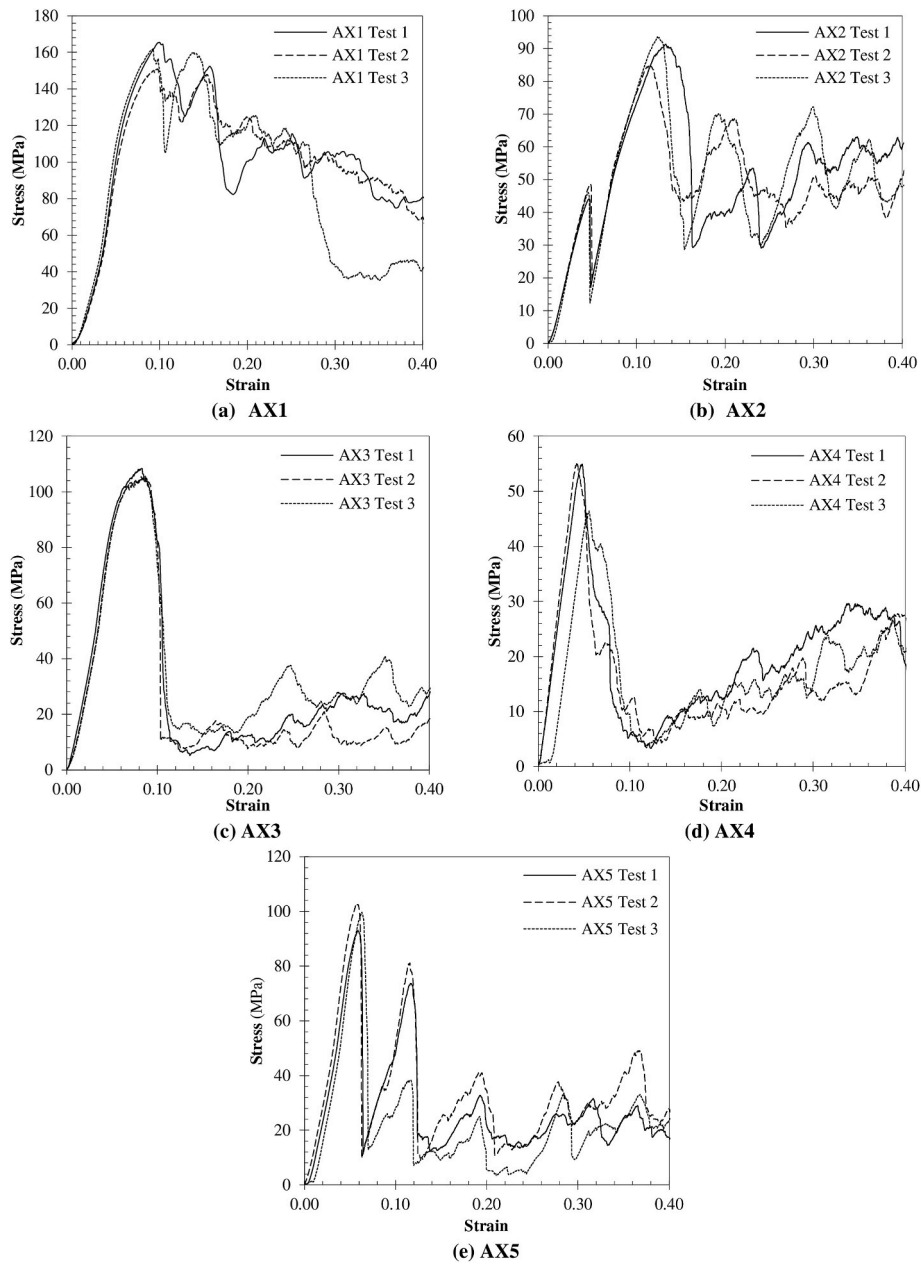 180
160
140
120
100
80
60
40
20
0
Stress (MPa)
AX1 Test 1
AX1 Test 2
AX1 Test 3
0.00 0.10 0.20 0.30 0.40
Strain
(a) AX1
100
90
80
70
60
50
40
30
20
10
0
Stress (MPa)
AX2 Test 1
AX2 Test 2
AX2 Test 3
0.00 0.10 0.20 0.30 0.40
Strain
(b) AX2
120
100
80
60
40
20
0
Stress (MPa)
AX3 Test 1
AX3 Test 2
AX3 Test 3
0.00 0.10 0.20 0.30 0.40
Strain
(c) AX3
60
50
40
30
20
10
0
Stress (MPa)
AX4 Test 1
AX4 Test 2
AX4 Test 3
0.00 0.10 0.20 0.30 0.40
Strain
(d) AX4
120
100
80
60
40
20
0
Stress (MPa)
AX5 Test 1
AX5 Test 2
AX5 Test 3
0.00 0.10 0.20 0.30 0.40
Strain
(e) AX5